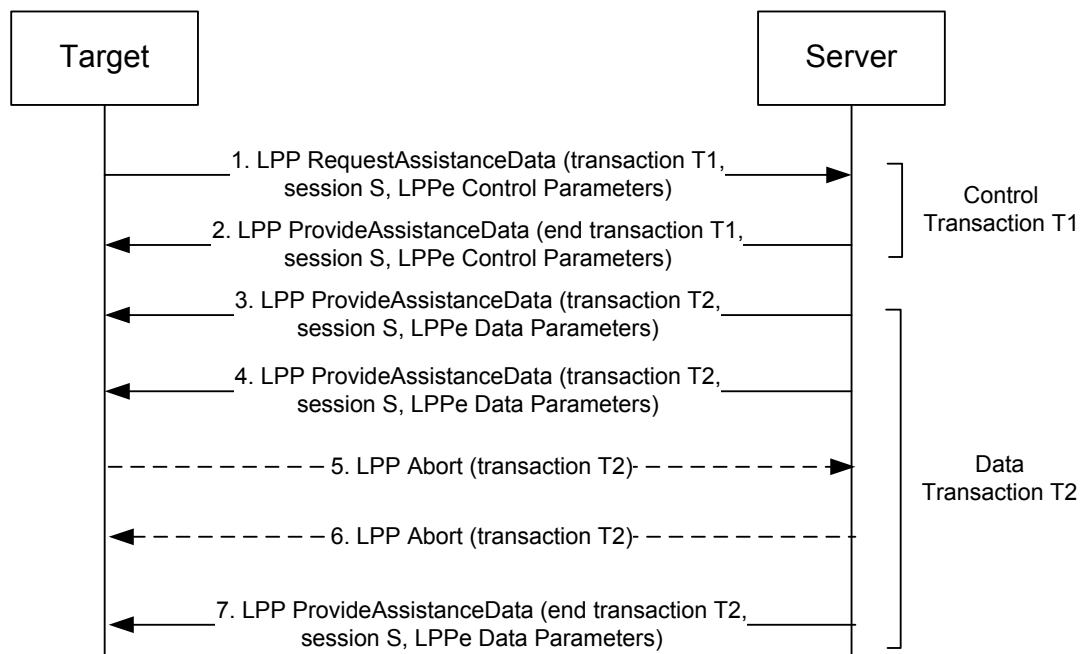 Target
Server
1. LPP RequestAssistanceData (transaction T1,
session S, LPPe Control Parameters)
Control
Transaction T1
2. LPP ProvideAssistanceData (end transaction T1,
session S, LPPe Control Parameters)
3. LPP ProvideAssistanceData (transaction T2,
session S, LPPe Data Parameters)
4. LPP ProvideAssistanceData (transaction T2,
session S, LPPe Data Parameters)
5. LPP Abort (transaction T2)
Data
Transaction T2
6. LPP Abort (transaction T2)
7. LPP ProvideAssistanceData (end transaction T2,
session S, LPPe Data Parameters)